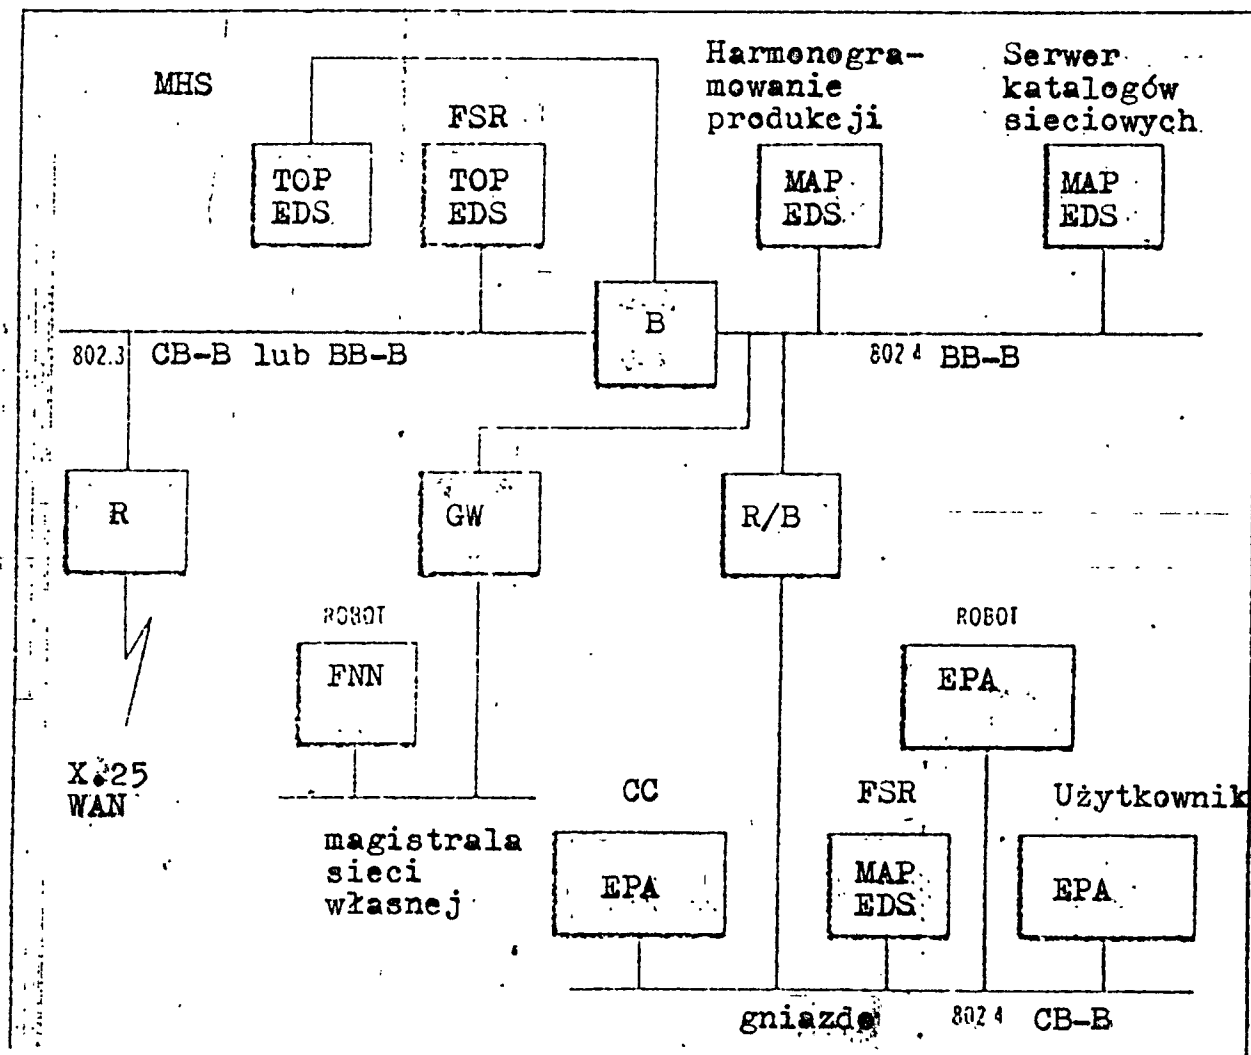 MHS
FSR
Harmonogra-
mowanie
produkcji
Serwer
katalogów
sieciowych
TOP
EDS
TOP
EDS
MAP
EDS
MAP
EDS
B
802.3 CB-B lub BB-B
802 4 BB-B
R
GW
R/B
ROBOT
FNN
ROBOT
EPA
X.25
WAN
magistrala
sieci
własnej
CC
EPA
FSR
MAP
EDS
Użytkownik
EPA
gniazdo 802 4 CB-B